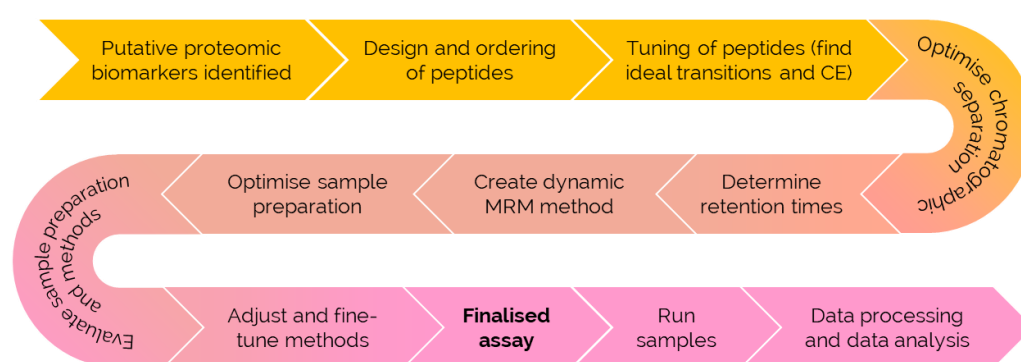 Putative proteomic
biomarkers identified
Design and ordering
of peptides
Tuning of peptides (find
ideal transitions and CE)
Optimise chromatographic
separation
Determine
retention times
Create dynamic
MRM method
Optimise sample
preparation
Evaluate sample preparation
and methods
Adjust and fine-
tune methods
Finalised
assay
Run
samples
Data processing
and data analysis